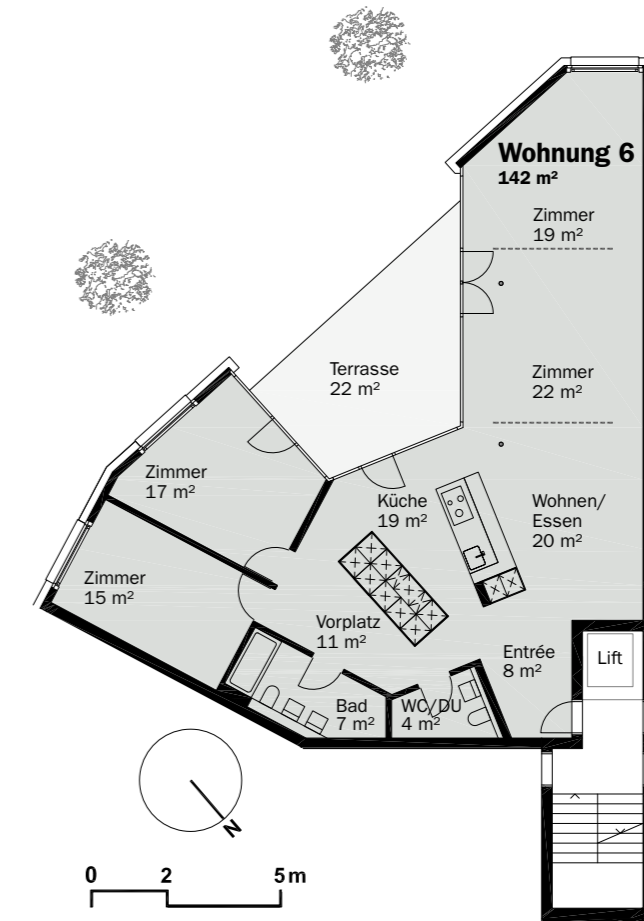 Wohnung 6
142 m²
Zimmer
19 m²
Zimmer
22 m²
Terrasse
22 m²
Zimmer
17 m²
Küche
19 m²
Wohnen/
Essen
20 m²
Zimmer
15 m²
Vorplatz
11 m²
Entrée
8 m²
Lift
Bad
7 m²
WC/DU
4 m²
N
0 2 5 m